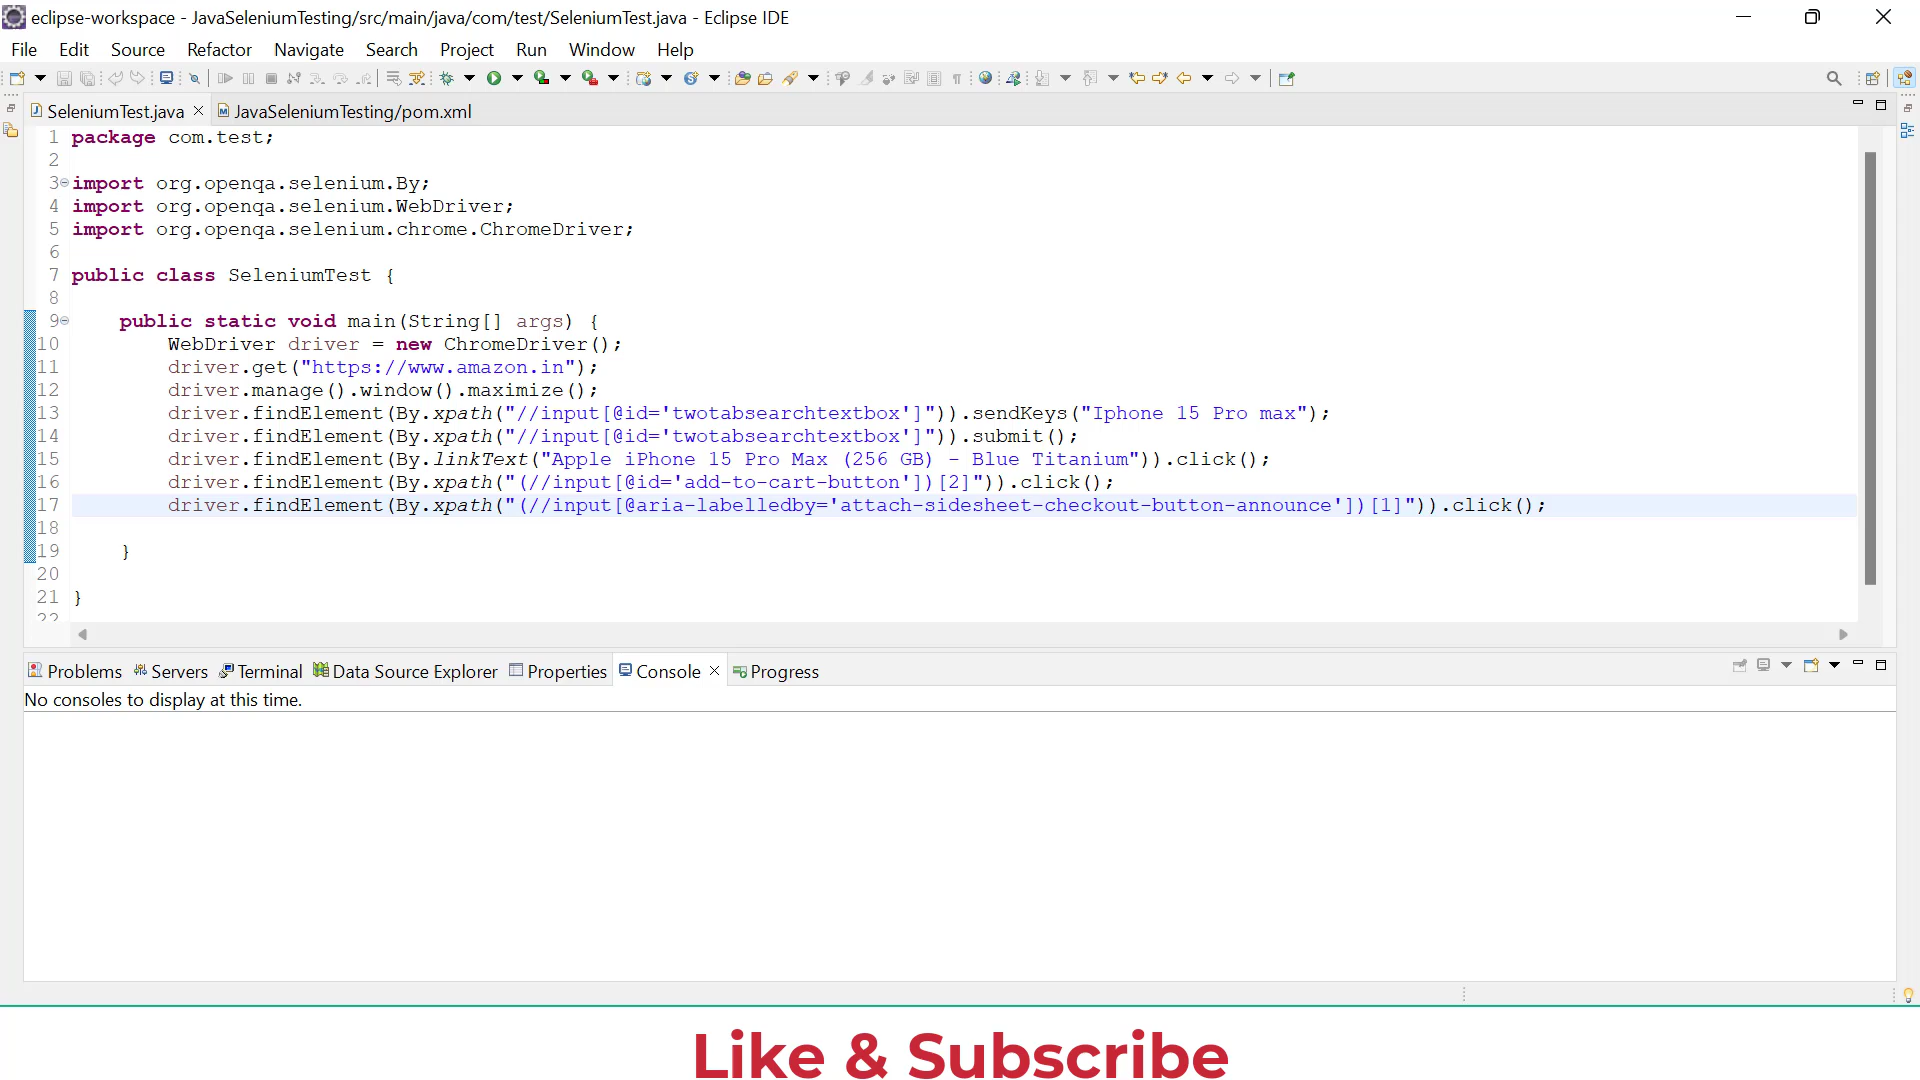 eclipse-workspace - JavaSeleniumTesting/src/main/java/com/test/SeleniumTest.java - Eclipse IDE
File Edit Source Refactor Navigate Search Project Run Window Help
SeleniumTest.java JavaSeleniumTesting/pom.xml
1 package com.test;
2
3 import org.openqa.selenium.By;
4 import org.openqa.selenium.WebDriver;
5 import org.openqa.selenium.chrome.ChromeDriver;
6
7 public class SeleniumTest {
8
9 public static void main(String[] args) {
10 WebDriver driver = new ChromeDriver();
11 driver.get("https://www.amazon.in");
12 driver.manage().window().maximize();
13 driver.findElement(By.xpath("//input[@id='twotabsearchtextbox']")).sendKeys("Iphone 15 Pro max");
14 driver.findElement(By.xpath("//input[@id='twotabsearchtextbox']")).submit();
15 driver.findElement(By.linkText("Apple iPhone 15 Pro Max (256 GB) - Blue Titanium")).click();
16 driver.findElement(By.xpath("(//input[@id='add-to-cart-button'])[2]")).click();
17 driver.findElement(By.xpath("(//input[@aria-labelledby='attach-sidesheet-checkout-button-announce'])[1]")).click();
18
19 }
20
21 }
22
Problems Servers Terminal Data Source Explorer Properties Console Progress
No consoles to display at this time.
Like & Subscribe